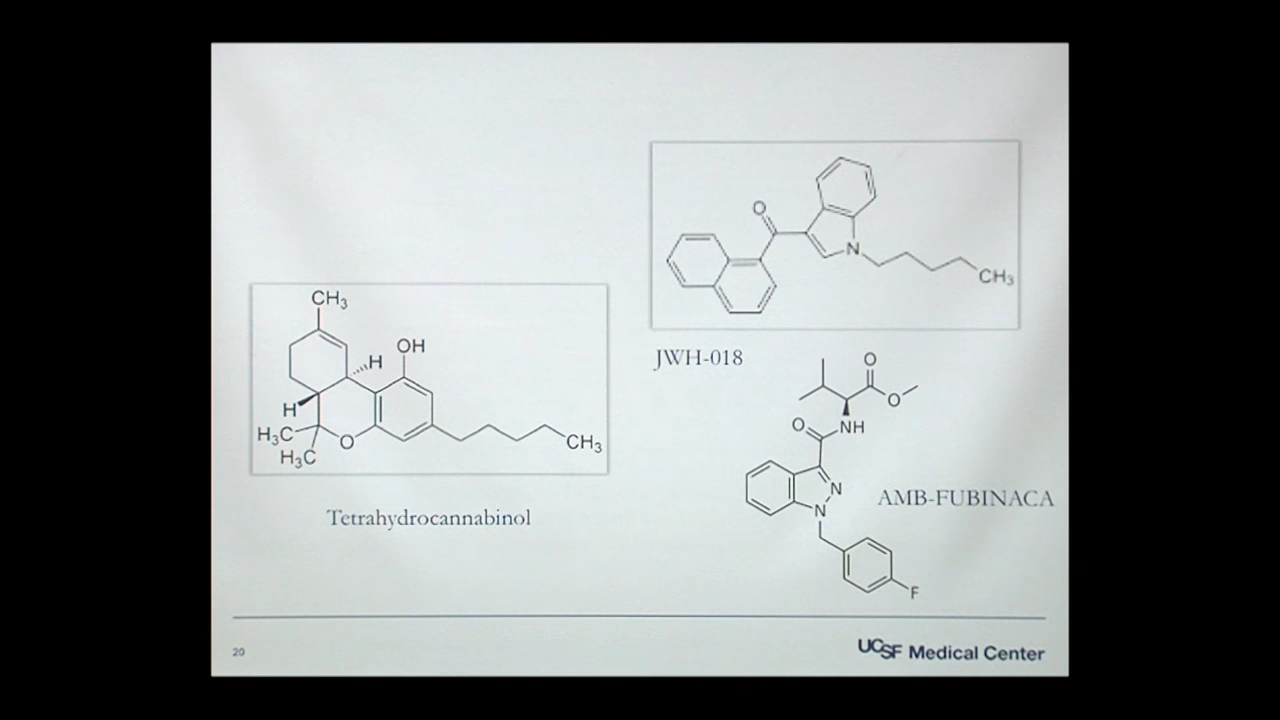 O
N
CH₃
JWH-018
CH₃
OH
H
H
H₃C
H₃C
O
CH₃
Tetrahydrocannabinol
O
O
O
NH
N
N
F
AMB-FUBINACA
20
UCSF Medical Center